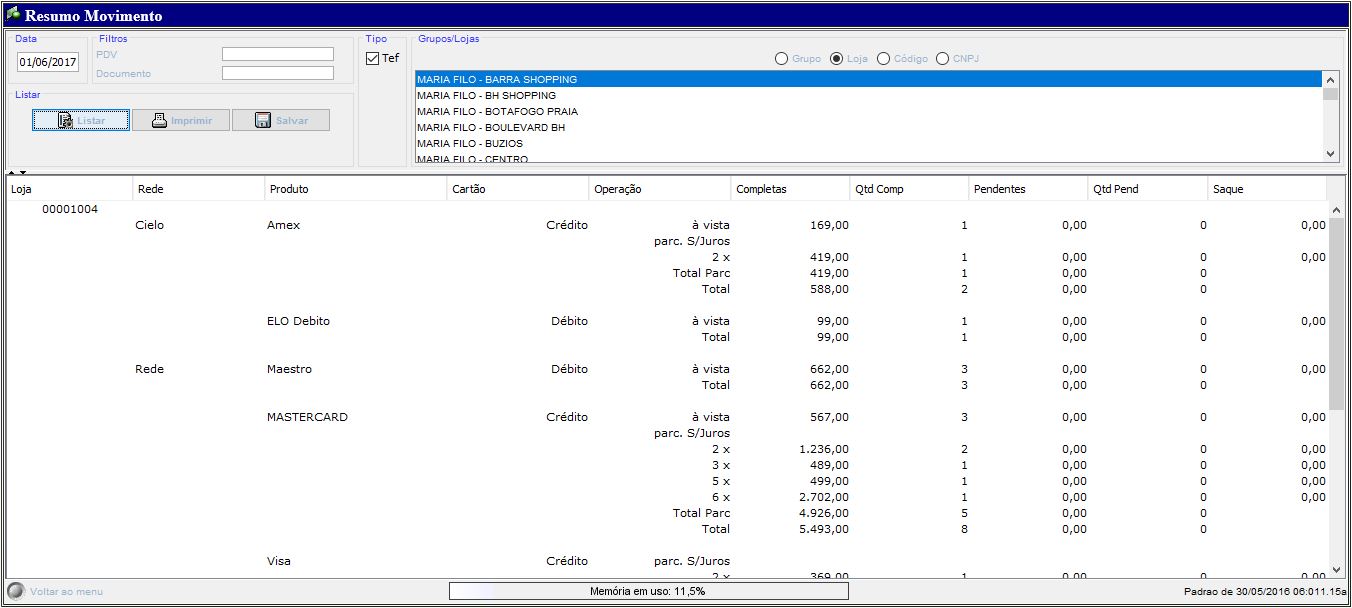 Resumo Movimento
Data
Filtros
Tipo
Grupos/Lojas
01/06/2017
PDV
Documento
Tef
Grupo Loja Código CNPJ
MARIA FILO - BARRA SHOPPING
MARIA FILO - BH SHOPPING
MARIA FILO - BOTAFOGO PRAIA
MARIA FILO - BOULEVARD BH
MARIA FILO - BUZIOS
MARIA FILO - CENTRO
Listar
Listar Imprimir Salvar
Loja Rede Produto Cartão Operação Completas Qtd Comp Pendentes Qtd Pend Saque
00001004
Cielo Amex Crédito à vista 169,00 1 0,00 0 0,00
parc. S/Juros
2 x 419,00 1 0,00 0 0,00
Total Parc 419,00 1 0,00 0
Total 588,00 2 0,00 0
ELO Debito Débito à vista 99,00 1 0,00 0 0,00
Total 99,00 1 0,00 0
Rede Maestro Débito à vista 662,00 3 0,00 0 0,00
Total 662,00 3 0,00 0
MASTERCARD Crédito à vista 567,00 3 0,00 0 0,00
parc. S/Juros
2 x 1.236,00 2 0,00 0 0,00
3 x 489,00 1 0,00 0 0,00
5 x 499,00 1 0,00 0 0,00
6 x 2.702,00 1 0,00 0 0,00
Total Parc 4.926,00 5 0,00 0
Total 5.493,00 8 0,00 0
Visa Crédito parc. S/Juros
2 x 369,00 1 0,00 0 0,00
Voltar ao menu
Memória em uso: 11,5%
Padrao de 30/05/2016 06:011.15a